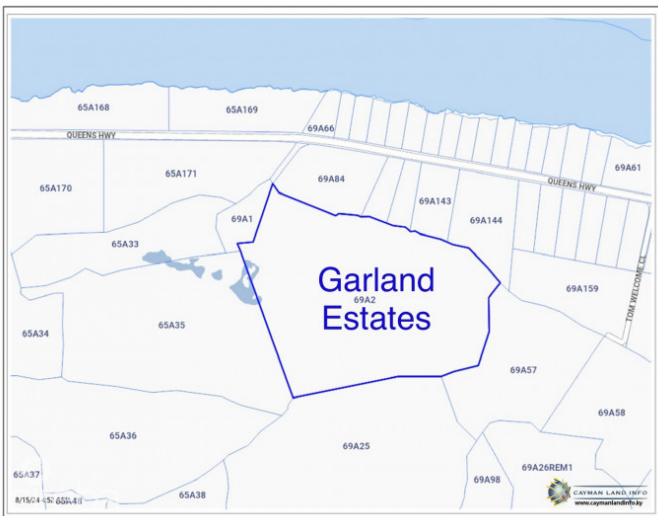 65A168
65A169
69A66
QUEENS HWY
69A61
65A171
69A84
QUEENS HWY
65A170
69A143
69A1
69A144
65A33
Garland
69A159
TOM WELCOME CL
69A2
Estates
65A34
65A35
69A57
69A58
65A36
69A25
65A37
69A26REM1
69A98
65A38
CAYMAN LAND INFO
www.caymanlandinfo.ky